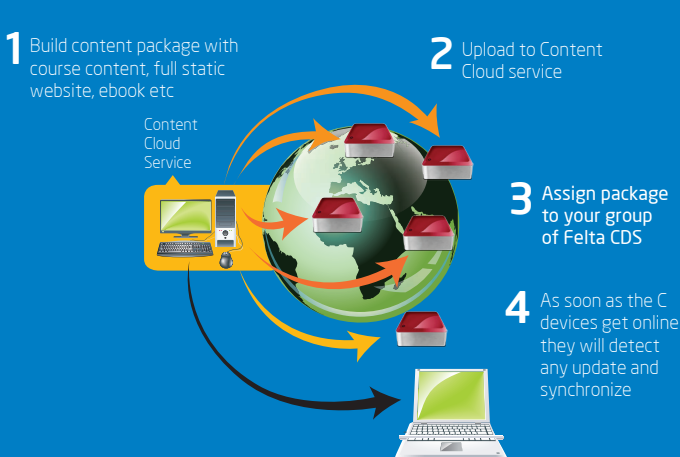 1 Build content package with
course content, full static
website, ebook etc
Content
Cloud
Service
2 Upload to Content
Cloud service
3 Assign package
to your group
of Felta CDS
4 As soon as the C
devices get online
they will detect
any update and
synchronize